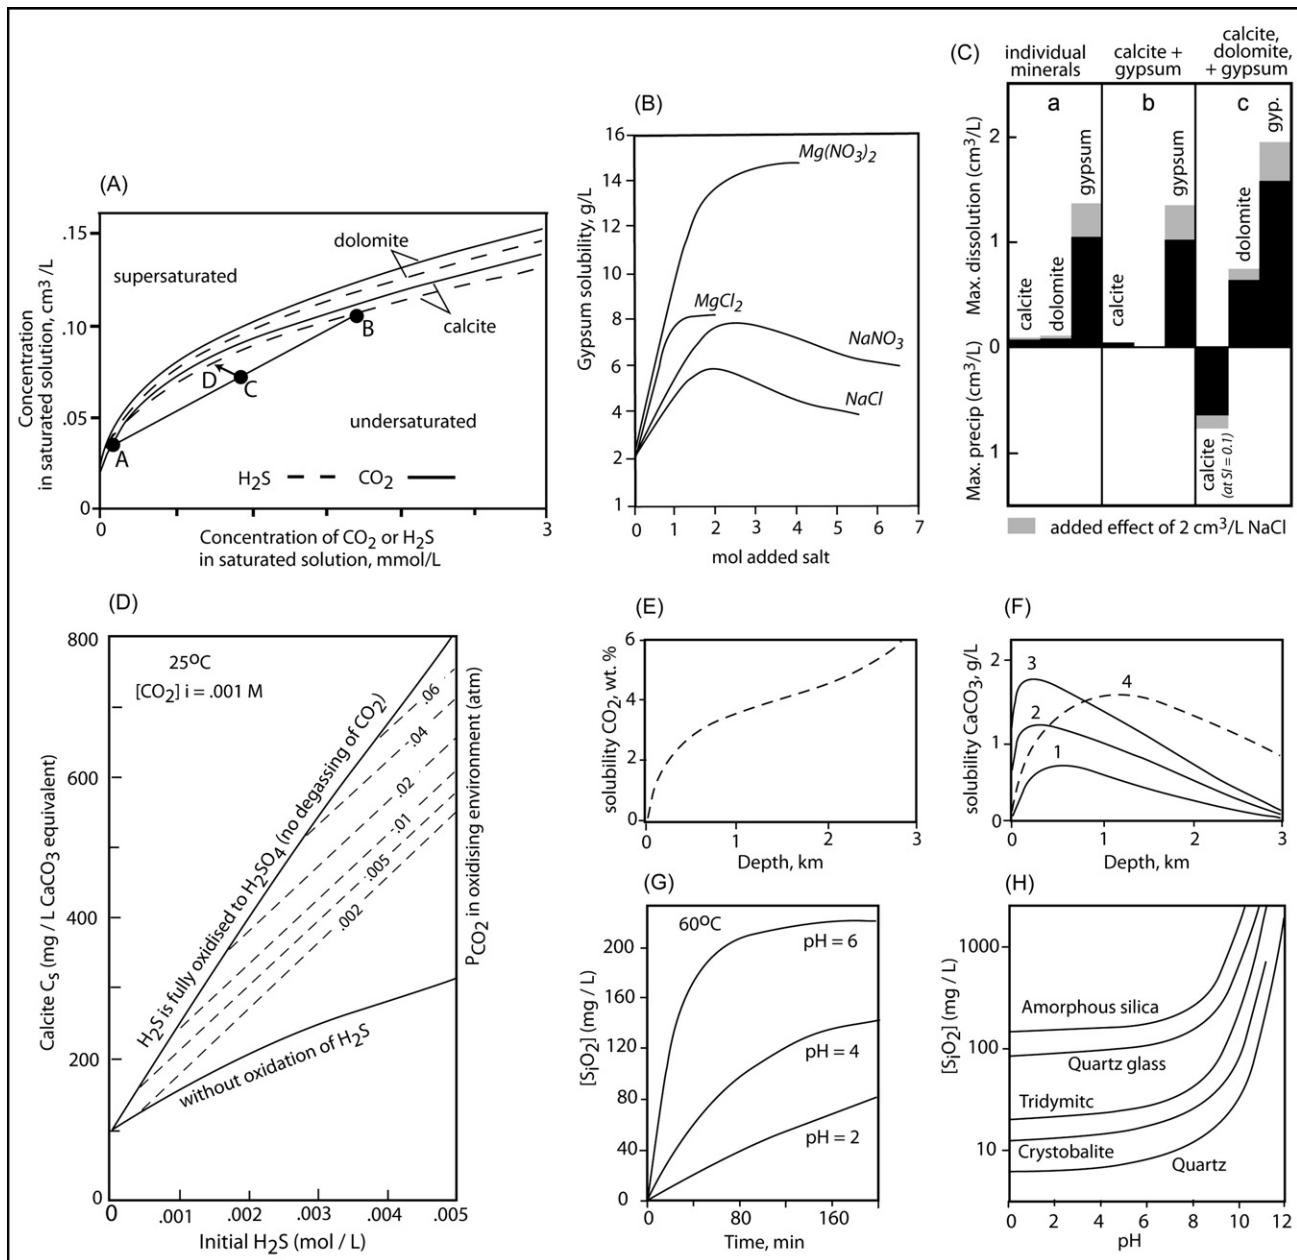 (A)
Concentration
in saturated solution, cm³ /L
.15
.100
.05
0
supersaturated
dolomite
calcite
undersaturated
A
B
C
D
H₂S CO₂
3
Concentration of CO₂ or H₂S
in saturated solution, mmol/L
(B)
Gypsum solubility, g/L
16
14
12
10
8
6
4
2
1
Mg(NO₃)₂
MgCl₂
NaNO₃
NaCl
0 1 2 3 4 5 6 7
mol added salt
(C)
individual
minerals
calcite +
gypsum
calcite,
dolomite,
+ gypsum
a
b
c
Max. dissolution (cm³/L)
Max. precip (cm³/L)
2
1
0
1
calcite
dolomite
gypsum
calcite
gypsum
calcite
(at SI = 0.1)
dolomite
gyp.
added effect of 2 cm³/L NaCl
(D)
Calcite Cₛ (mg / L CaCO₃ equivalent)
800
600
400
200
0
25ºC
[CO₂] i = .001 M
H₂S is fully oxidised to H₂SO₄ (no degassing of CO₂)
.06
.04
.02
.01
.005
.002
without oxidation of H₂S
PCO₂ in oxidising environment (atm)
0 .001 .002 .003 .004 .005
Initial H₂S (mol / L)
(E)
solubility CO₂, wt. %
6
4
2
0
0 1 2 3
Depth, km
(F)
solubility CaCO₃, g/L
2
1
0
3
2
1
4
0 1 2 3
Depth, km
(G)
[SᵢO₂] (mg / L)
200
160
120
80
40
0
60ºC
pH = 6
pH = 4
pH = 2
0 80 160
Time, min
(H)
[SᵢO₂] (mg / L)
1000
100
10
Amorphous silica
Quartz glass
Tridymitc
Crystobalite
Quartz
0 2 4 6 8 10 12
pH